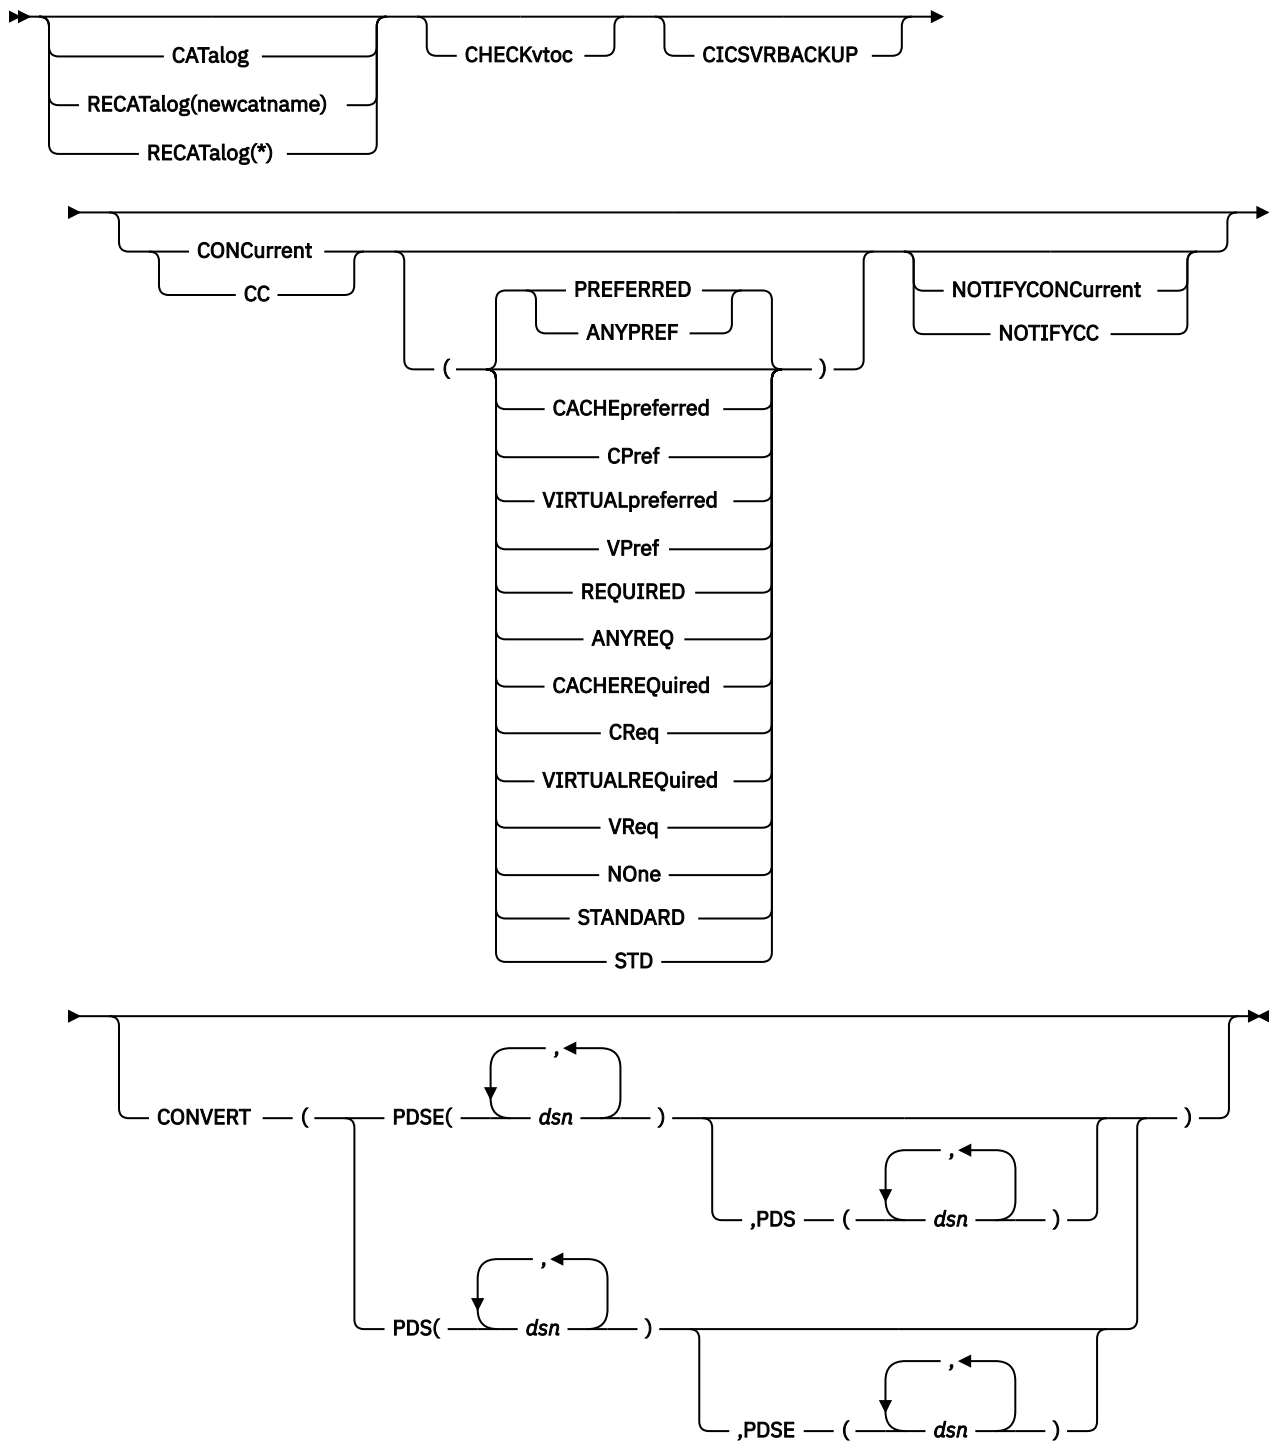 CATalog
CHECKvtoc
CICSVRBACKUP
RECATalog(newcatname)
RECATalog(*)
CONCurrent
CC
NOTIFYCONCurrent
NOTIFYCC
(
PREFERRED
ANYPREF
)
CACHEpreferred
CPref
VIRTUALpreferred
VPref
REQUIRED
ANYREQ
CACHEREQuired
CReq
VIRTUALREQuired
VReq
NOne
STANDARD
STD
,
CONVERT ( PDSE( dsn ) )
,
,PDS ( dsn )
,
PDS( dsn )
,
,PDSE ( dsn )